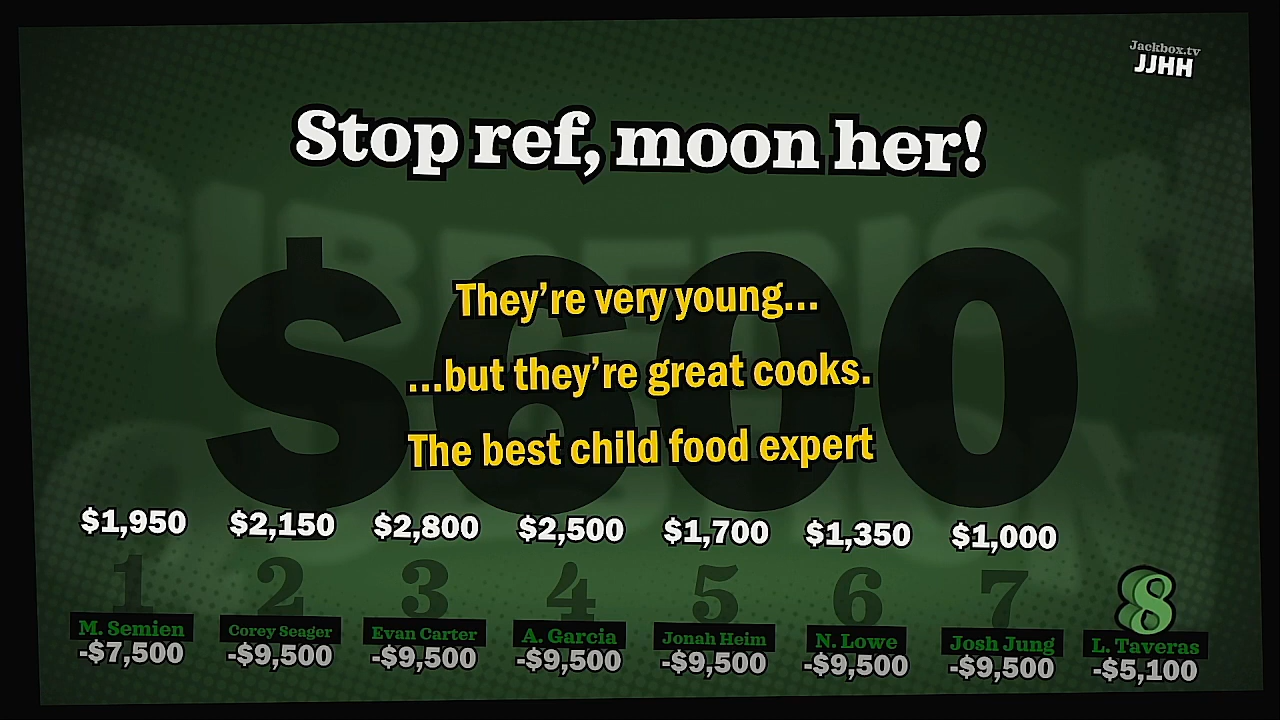 Jackbox.tv
JJHH
Stop ref, moon her!
$600
They're very young...
...but they're great cooks.
The best child food expert
$1,950 $2,150 $2,800 $2,500 $1,700 $1,350 $1,000
1 2 3 4 5 6 7 8
M. Semien Corey Seager Evan Carter A. Garcia Jonah Heim N. Lowe Josh Jung L. Taveras
-$7,500 -$9,500 -$9,500 -$9,500 -$9,500 -$9,500 -$9,500 -$5,100